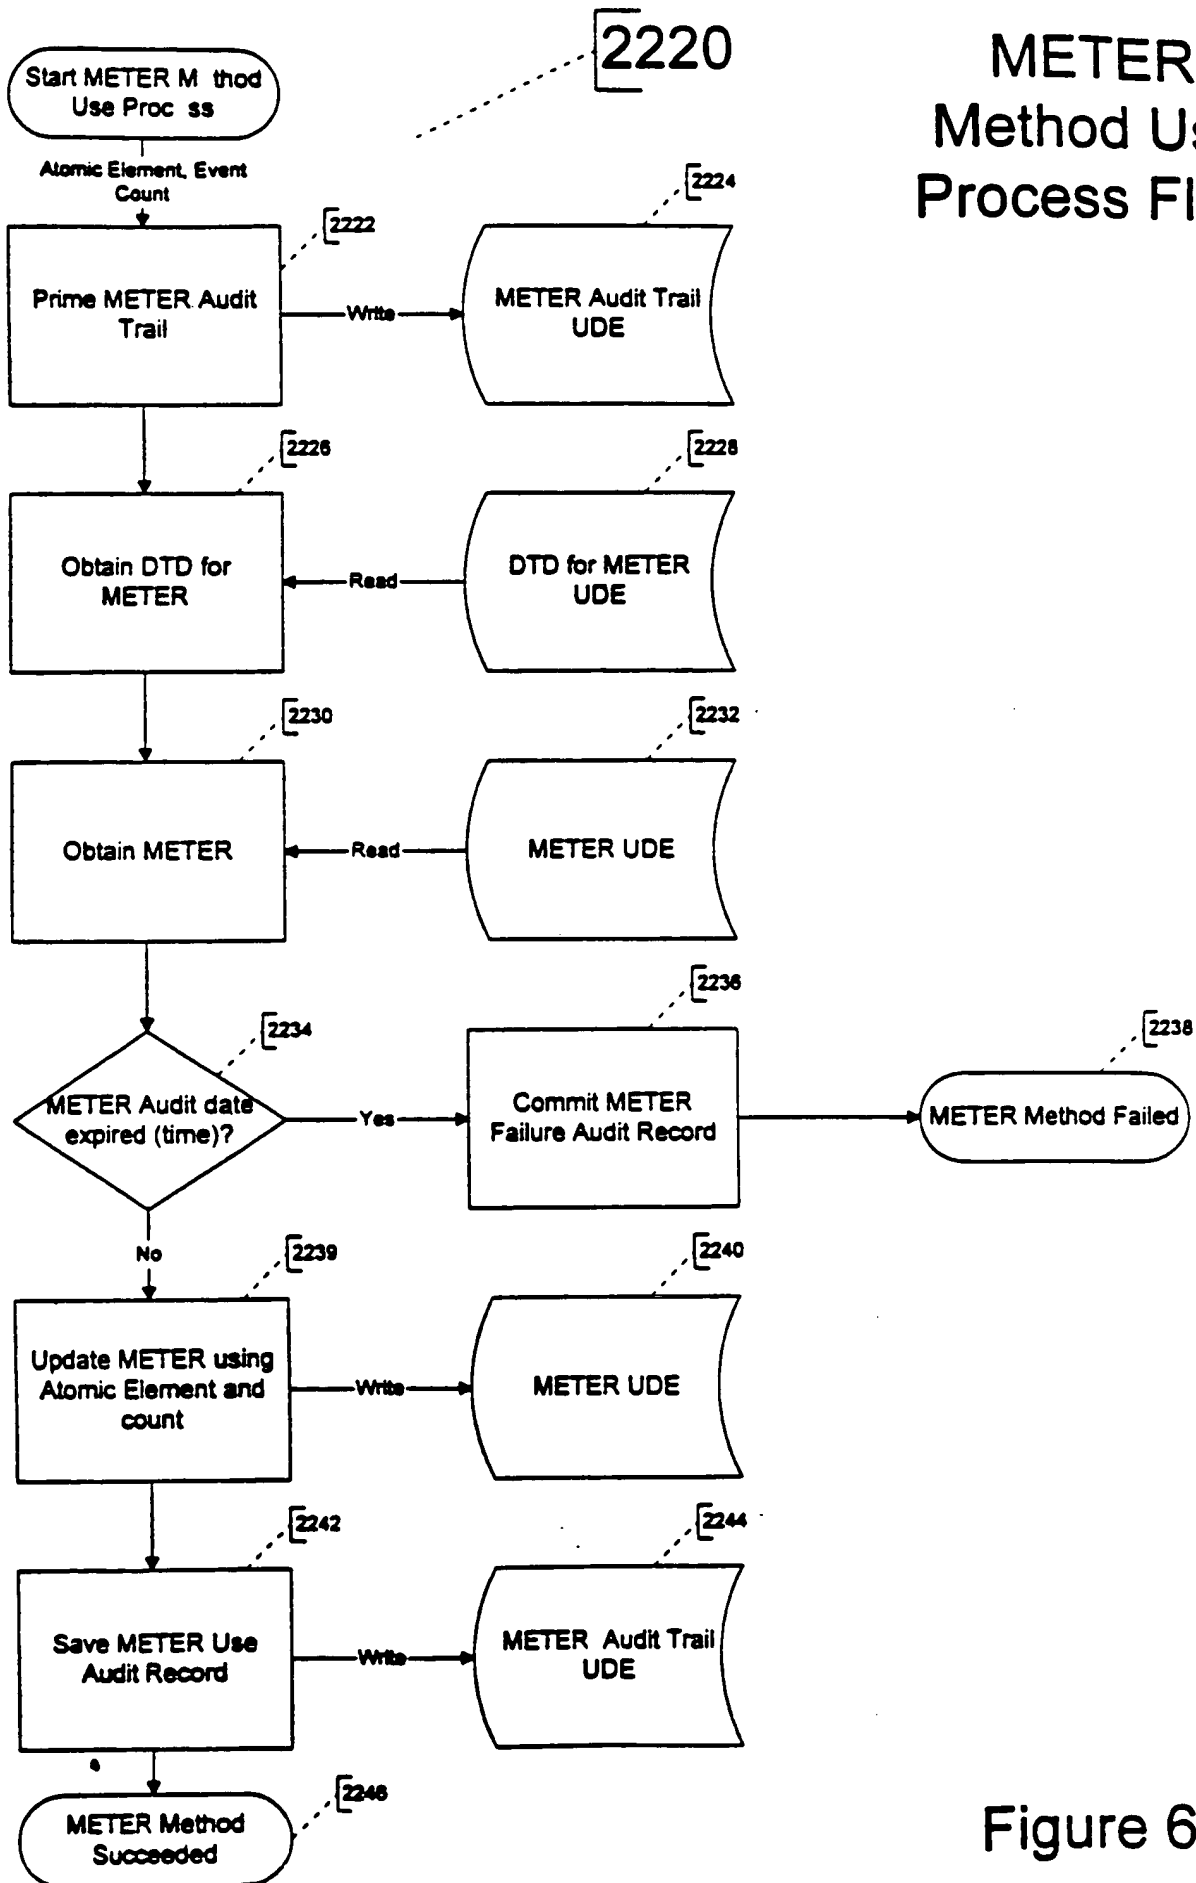 2220
METER
Method Us
Process Fl
Start METER M thod
Use Proc ss
Atomic Element, Event
Count
2222
2224
Prime METER Audit
Trail
Write
METER Audit Trail
UDE
2226
2228
Obtain DTD for
METER
Read
DTD for METER
UDE
2230
2232
Obtain METER
Read
METER UDE
2234
2236
2238
METER Audit date
expired (time)?
Yes
Commit METER
Failure Audit Record
METER Method Failed
No
2239
2240
Update METER using
Atomic Element and
count
Write
METER UDE
2242
2244
Save METER Use
Audit Record
Write
METER Audit Trail
UDE
2246
METER Method
Succeeded
Figure 6